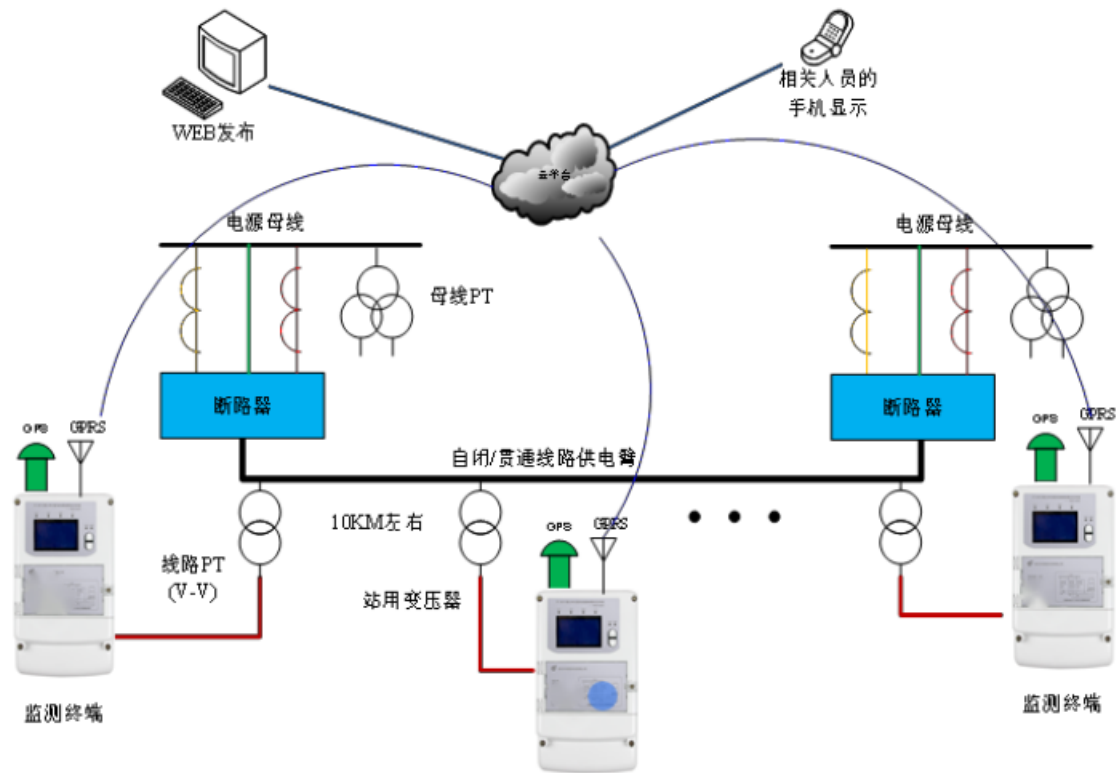 相关人员的
手机显示
WEB发布
云平台
电源母线
电源母线
母线PT
断路器
断路器
GPS
GPRS
GPS
GPRS
自闭/贯通线路供电臂
10KM左右
GPS
GPRS
线路PT
(V-V)
站用变压器
监测终端
监测终端